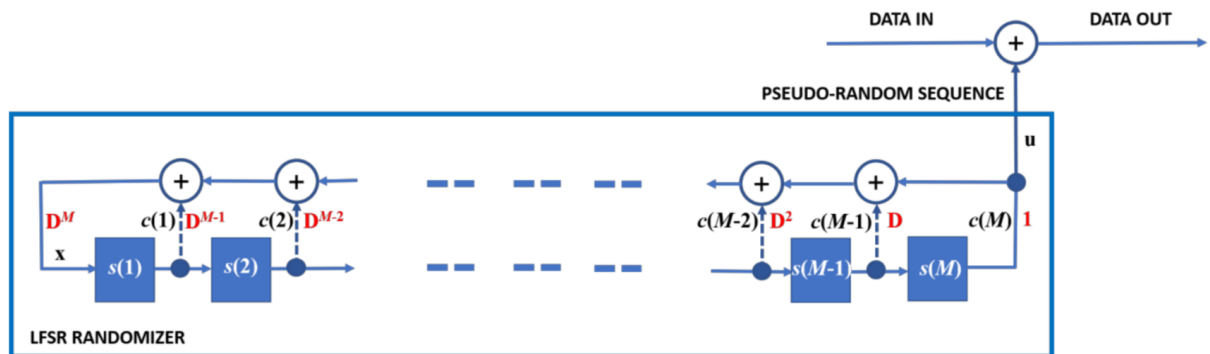 DATA IN
DATA OUT
+
PSEUDO-RANDOM SEQUENCE
u
+ + + +
c(1) D^{M-1} c(2) D^{M-2} c(M-2) D^2 c(M-1) D c(M) 1
D^M
x
s(1) s(2) s(M-1) s(M)
LFSR RANDOMIZER